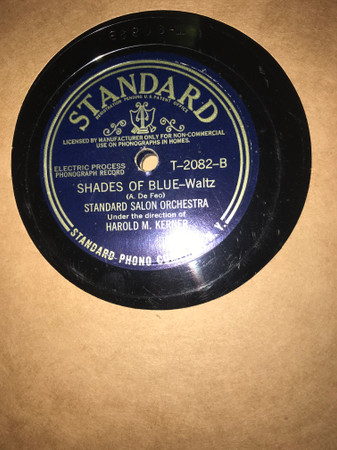 STANDARD
REGISTRATION PENDING U.S. PATENT OFFICE
LICENSED BY MANUFACTURER ONLY FOR NON-COMMERCIAL
USE ON PHONOGRAPHS IN HOMES.
ELECTRIC PROCESS
PHONOGRAPH RECORD
T-2082-B
SHADES OF BLUE-Waltz
(A. De Feo)
STANDARD SALON ORCHESTRA
Under the direction of
HAROLD M. KERNER
STANDARD PHONO